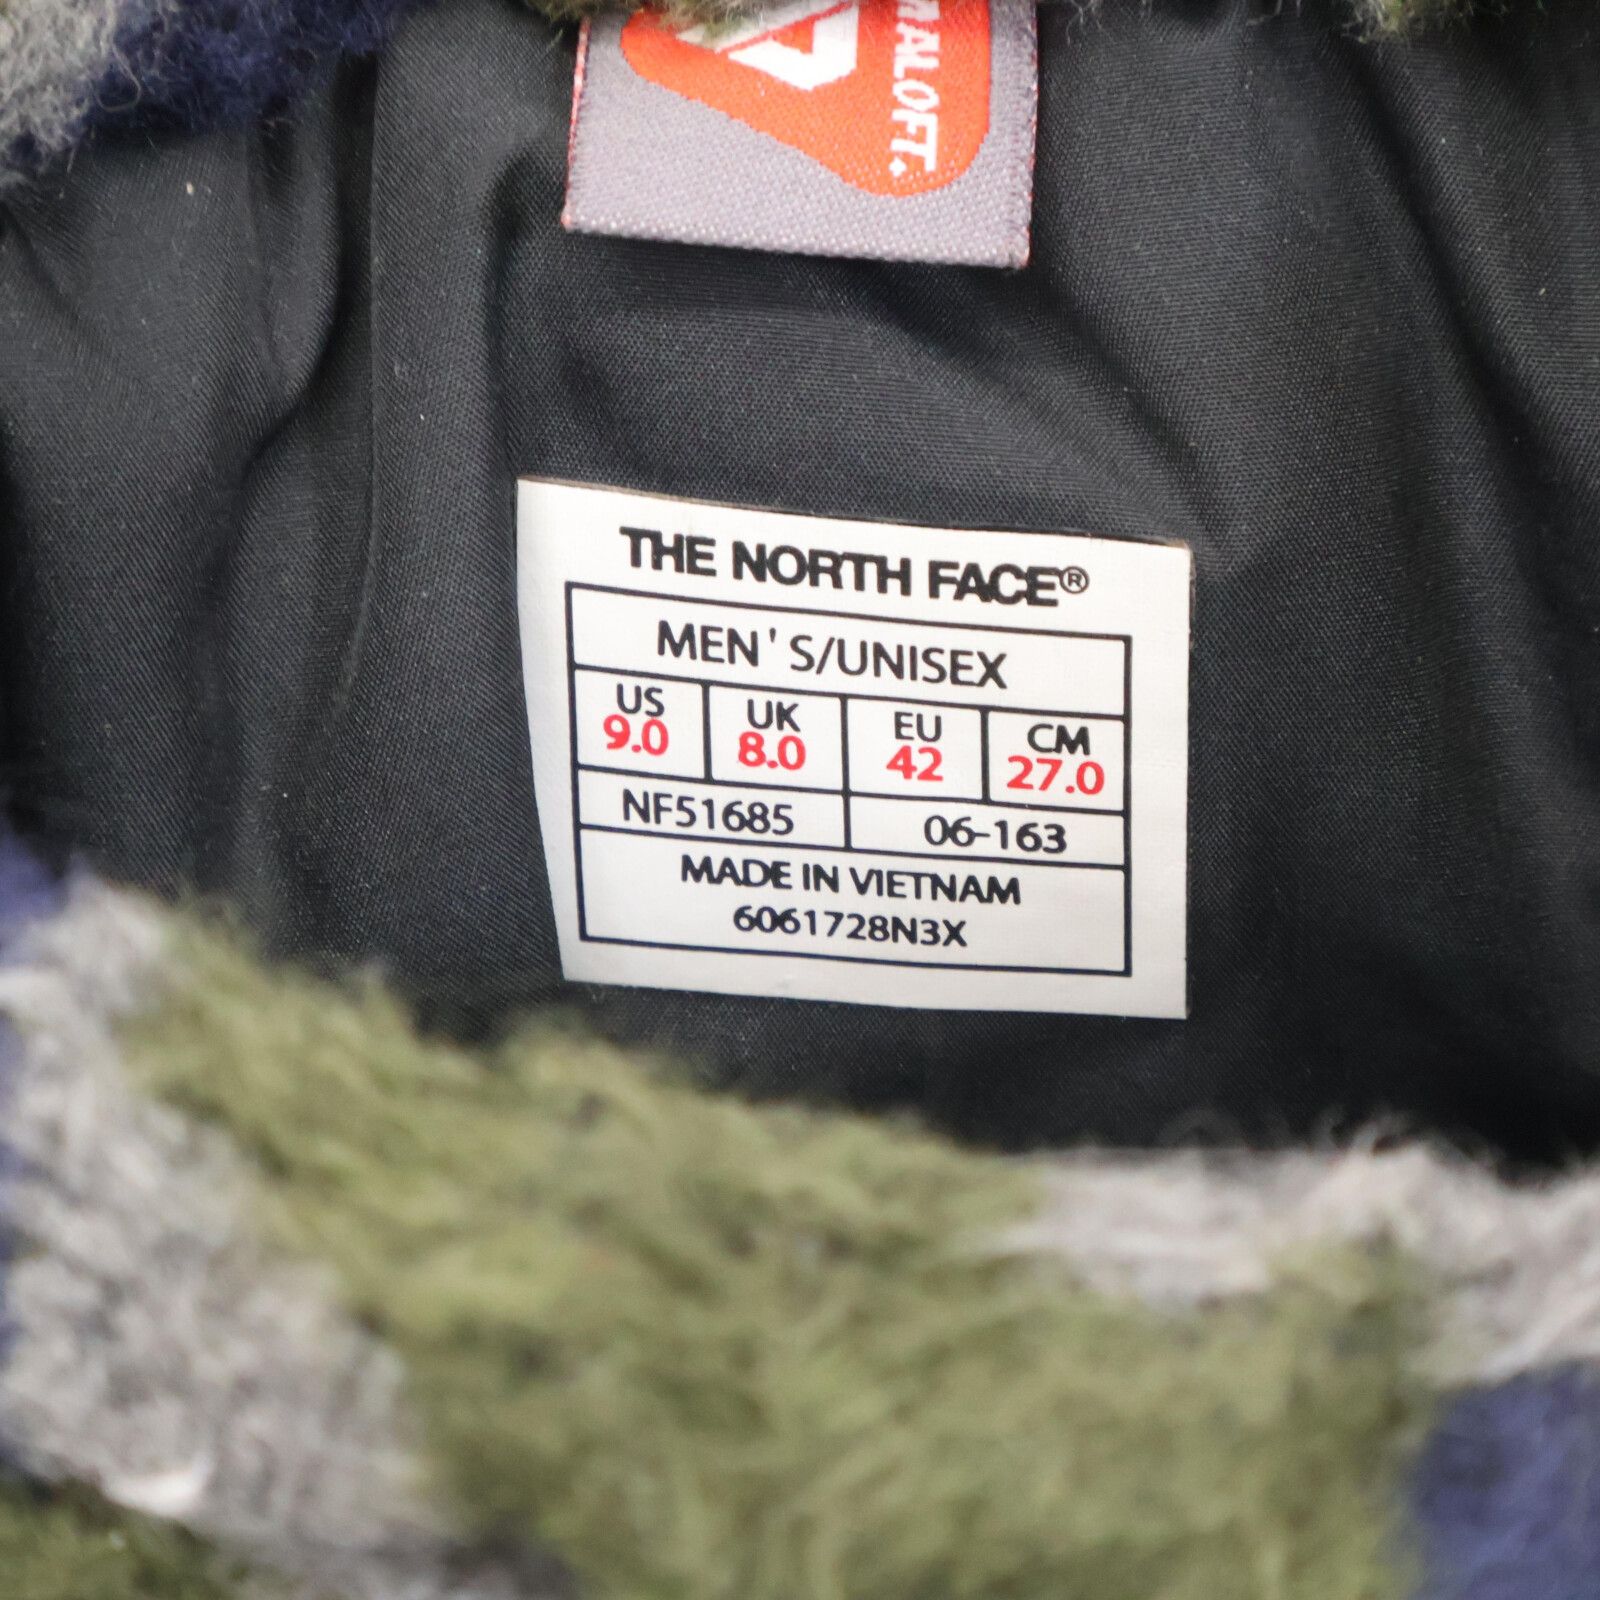 ALOFT.
THE NORTH FACE®
MEN'S/UNISEX
US UK EU CM
9.0 8.0 42 27.0
NF51685 06-163
MADE IN VIETNAM
6061728N3X